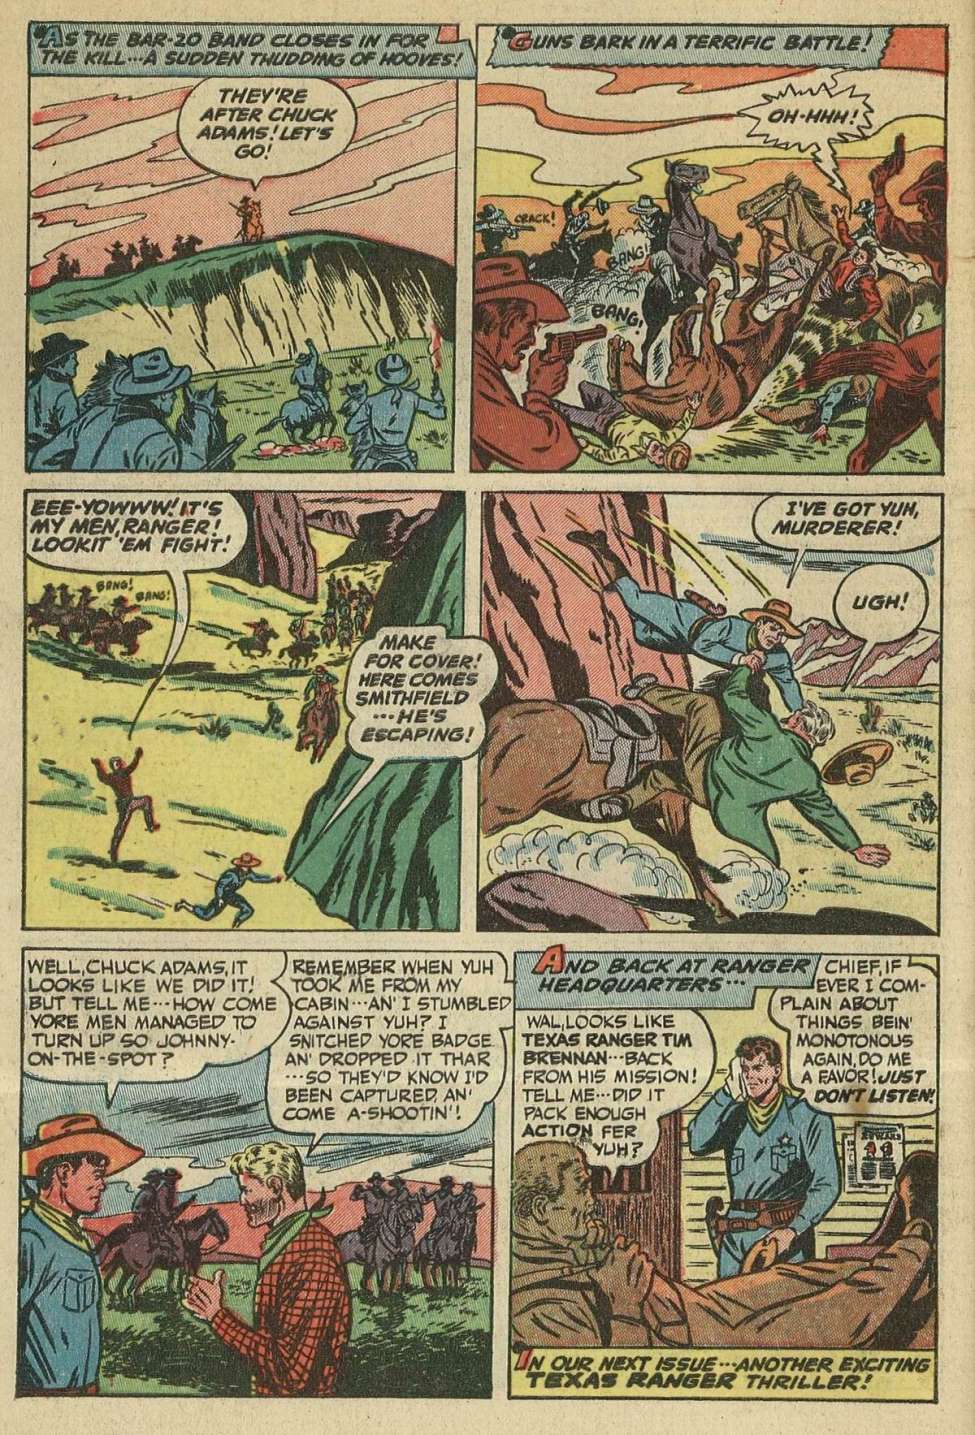 AS THE BAR-20 BAND CLOSES IN FOR
THE KILL...A SUDDEN THUDDING OF HOOVES!
THEY'RE
AFTER CHUCK
ADAMS! LET'S
GO!
GUNS BARK IN A TERRIFIC BATTLE!
OH-HHH!
CRACK!
BANG!
BANG!
EEE-YOWWW! IT'S
MY MEN, RANGER!
LOOKIT 'EM FIGHT!
BANG!
BANG!
MAKE
FOR COVER!
HERE COMES
SMITHFIELD
...HE'S
ESCAPING!
I'VE GOT YUH,
MURDERER!
UGH!
WELL, CHUCK ADAMS, IT
LOOKS LIKE WE DID IT!
BUT TELL ME...HOW COME
YORE MEN MANAGED TO
TURN UP SO JOHNNY-
ON-THE-SPOT?
REMEMBER WHEN YUH
TOOK ME FROM MY
CABIN...AN' I STUMBLED
AGAINST YUH? I
SNITCHED YORE BADGE
AN' DROPPED IT THAR
...SO THEY'D KNOW I'D
BEEN CAPTURED, AN'
COME A-SHOOTIN'!
AND BACK AT RANGER
HEADQUARTERS...
WAL, LOOKS LIKE
TEXAS RANGER TIM
BRENNAN...BACK
FROM HIS MISSION!
TELL ME...DID IT
PACK ENOUGH
ACTION FER
YUH?
CHIEF, IF
EVER I COM-
PLAIN ABOUT
THINGS BEIN'
MONOTONOUS
AGAIN, DO ME
A FAVOR! JUST
DON'T LISTEN!
REWARD
IN OUR NEXT ISSUE...ANOTHER EXCITING
TEXAS RANGER THRILLER!